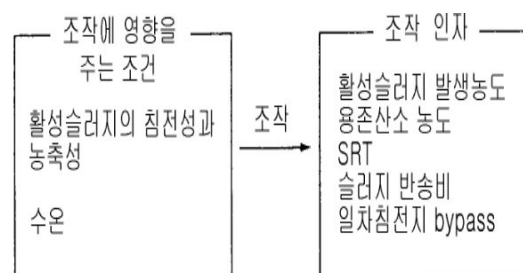 조작에 영향을
주는 조건
활성슬러지의 침전성과
농축성
수온
조작
조작 인자
활성슬러지 발생농도
용존산소 농도
SRT
슬러지 반송비
일차침전지 bypass